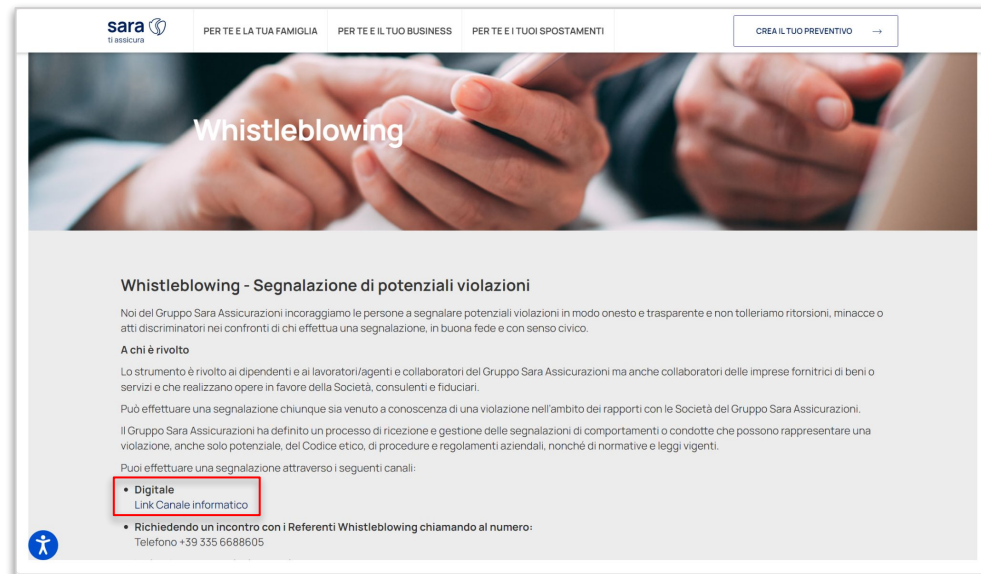 sara
ti assicura
PER TE E LA TUA FAMIGLIA
PER TE E IL TUO BUSINESS
PER TE E I TUOI SPOSTAMENTI
CREA IL TUO PREVENTIVO →
Whistleblowing
Whistleblowing - Segnalazione di potenziali violazioni
Noi del Gruppo Sara Assicurazioni incoraggiamo le persone a segnalare potenziali violazioni in modo onesto e trasparente e non tolleriamo ritorsioni, minacce o
atti discriminatori nei confronti di chi effettua una segnalazione, in buona fede e con senso civico.
A chi è rivolto
Lo strumento è rivolto ai dipendenti e ai lavoratori/agenti e collaboratori del Gruppo Sara Assicurazioni ma anche collaboratori delle imprese fornitrici di beni o
servizi e che realizzano opere in favore della Società, consulenti e fiduciari.
Può effettuare una segnalazione chiunque sia venuto a conoscenza di una violazione nell'ambito dei rapporti con le Società del Gruppo Sara Assicurazioni.
Il Gruppo Sara Assicurazioni ha definito un processo di ricezione e gestione delle segnalazioni di comportamenti o condotte che possono rappresentare una
violazione, anche solo potenziale, del Codice etico, di procedure e regolamenti aziendali, nonché di normative e leggi vigenti.
Puoi effettuare una segnalazione attraverso i seguenti canali:
• Digitale
Link Canale informatico
• Richiedendo un incontro con i Referenti Whistleblowing chiamando al numero:
Telefono +39 335 6688605